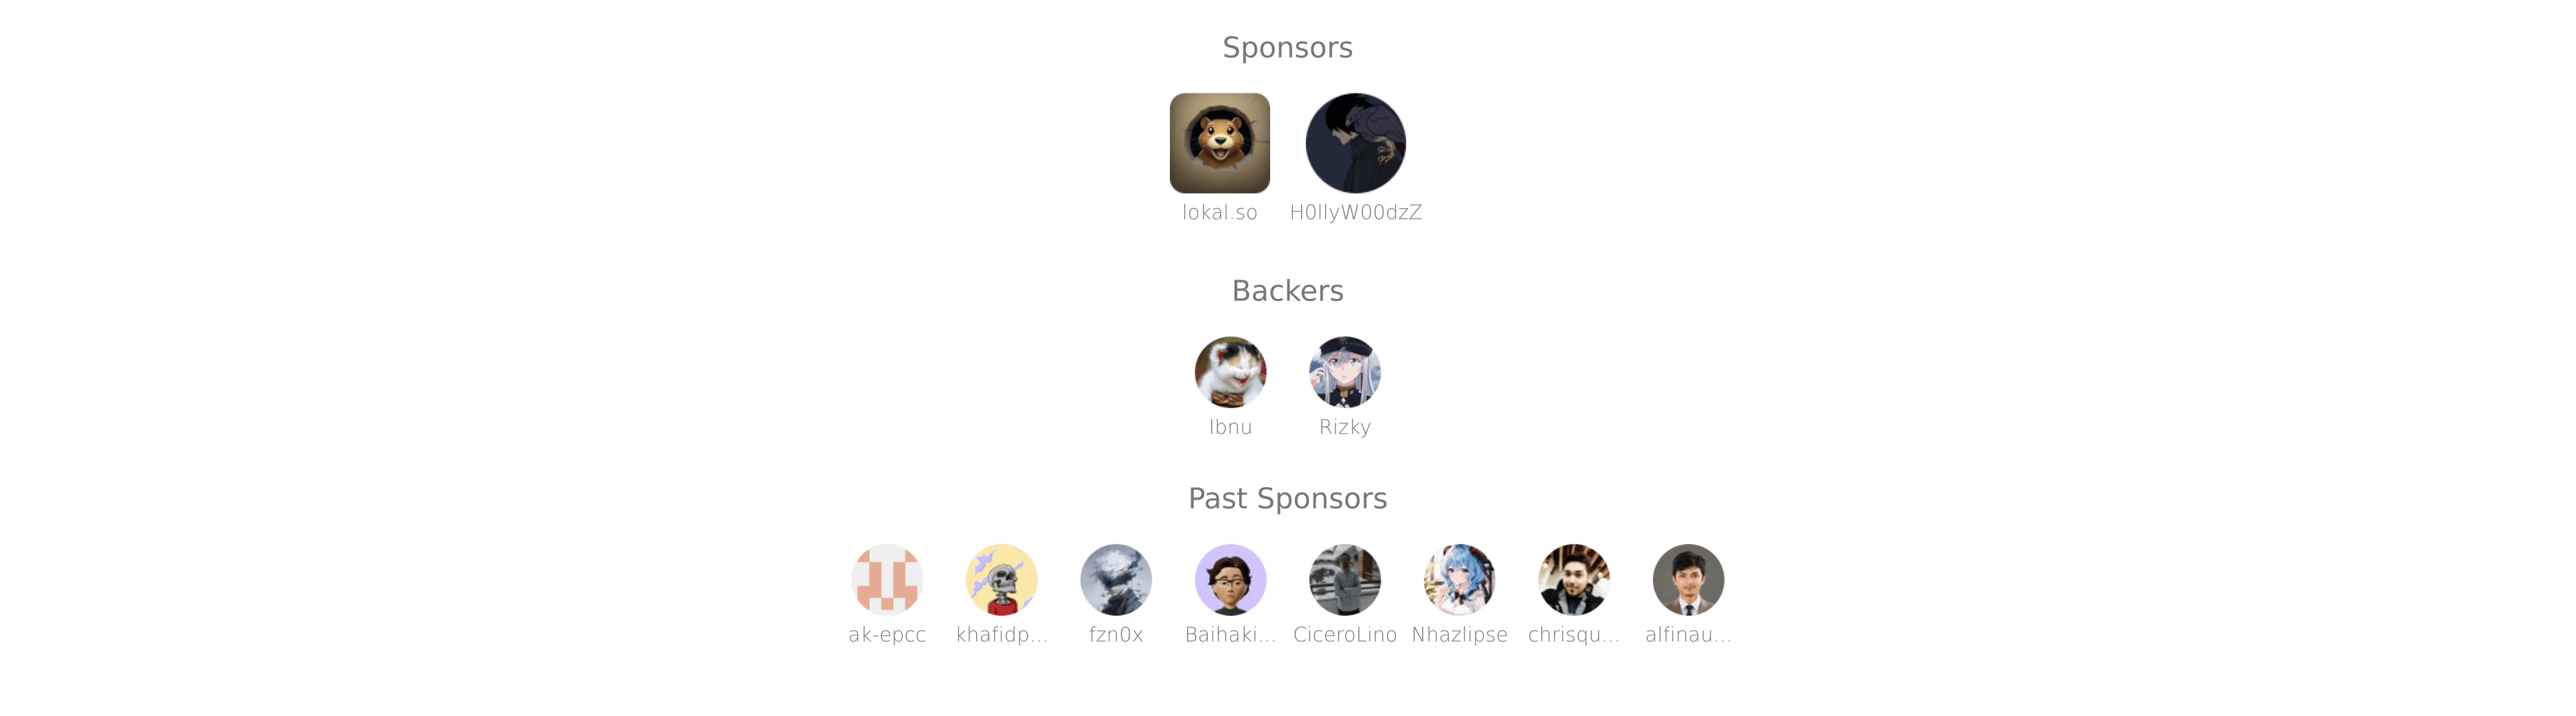 Sponsors
lokal.so H0llyW00dzZ
Backers
Ibnu Rizky
Past Sponsors
ak-epcc khafidp... fzn0x Baihaki... CiceroLino Nhazlipse chrisqu... alfinau...